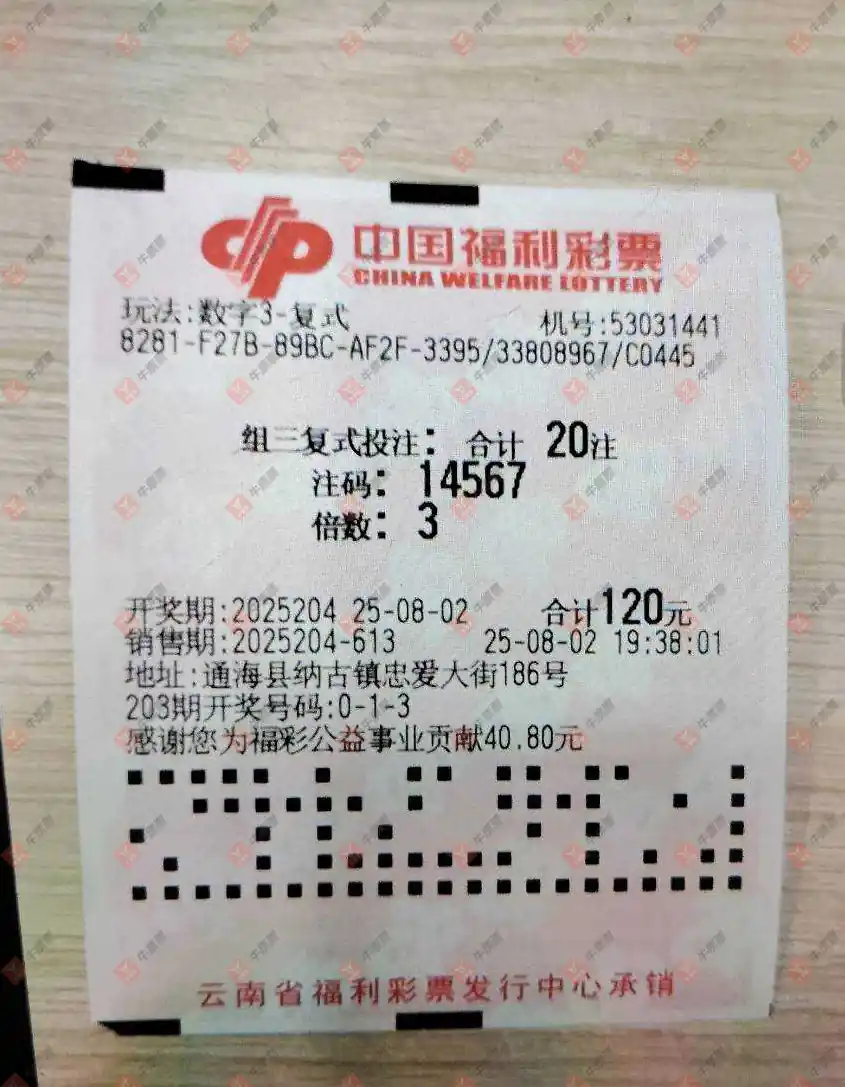 中国福利彩票
CHINA WELFARE LOTTERY
玩法:数字3-复式 机号:53031441
8281-F27B-89BC-AF2F-3395/33808967/C0445
组三复式投注: 合计 20注
注码: 14567
倍数: 3
开奖期:2025204 25-08-02 合计120元
销售期:2025204-613 25-08-02 19:38:01
地址:通海县纳古镇忠爱大街186号
203期开奖号码:0-1-3
感谢您为福彩公益事业贡献40.80元
云南省福利彩票发行中心承销